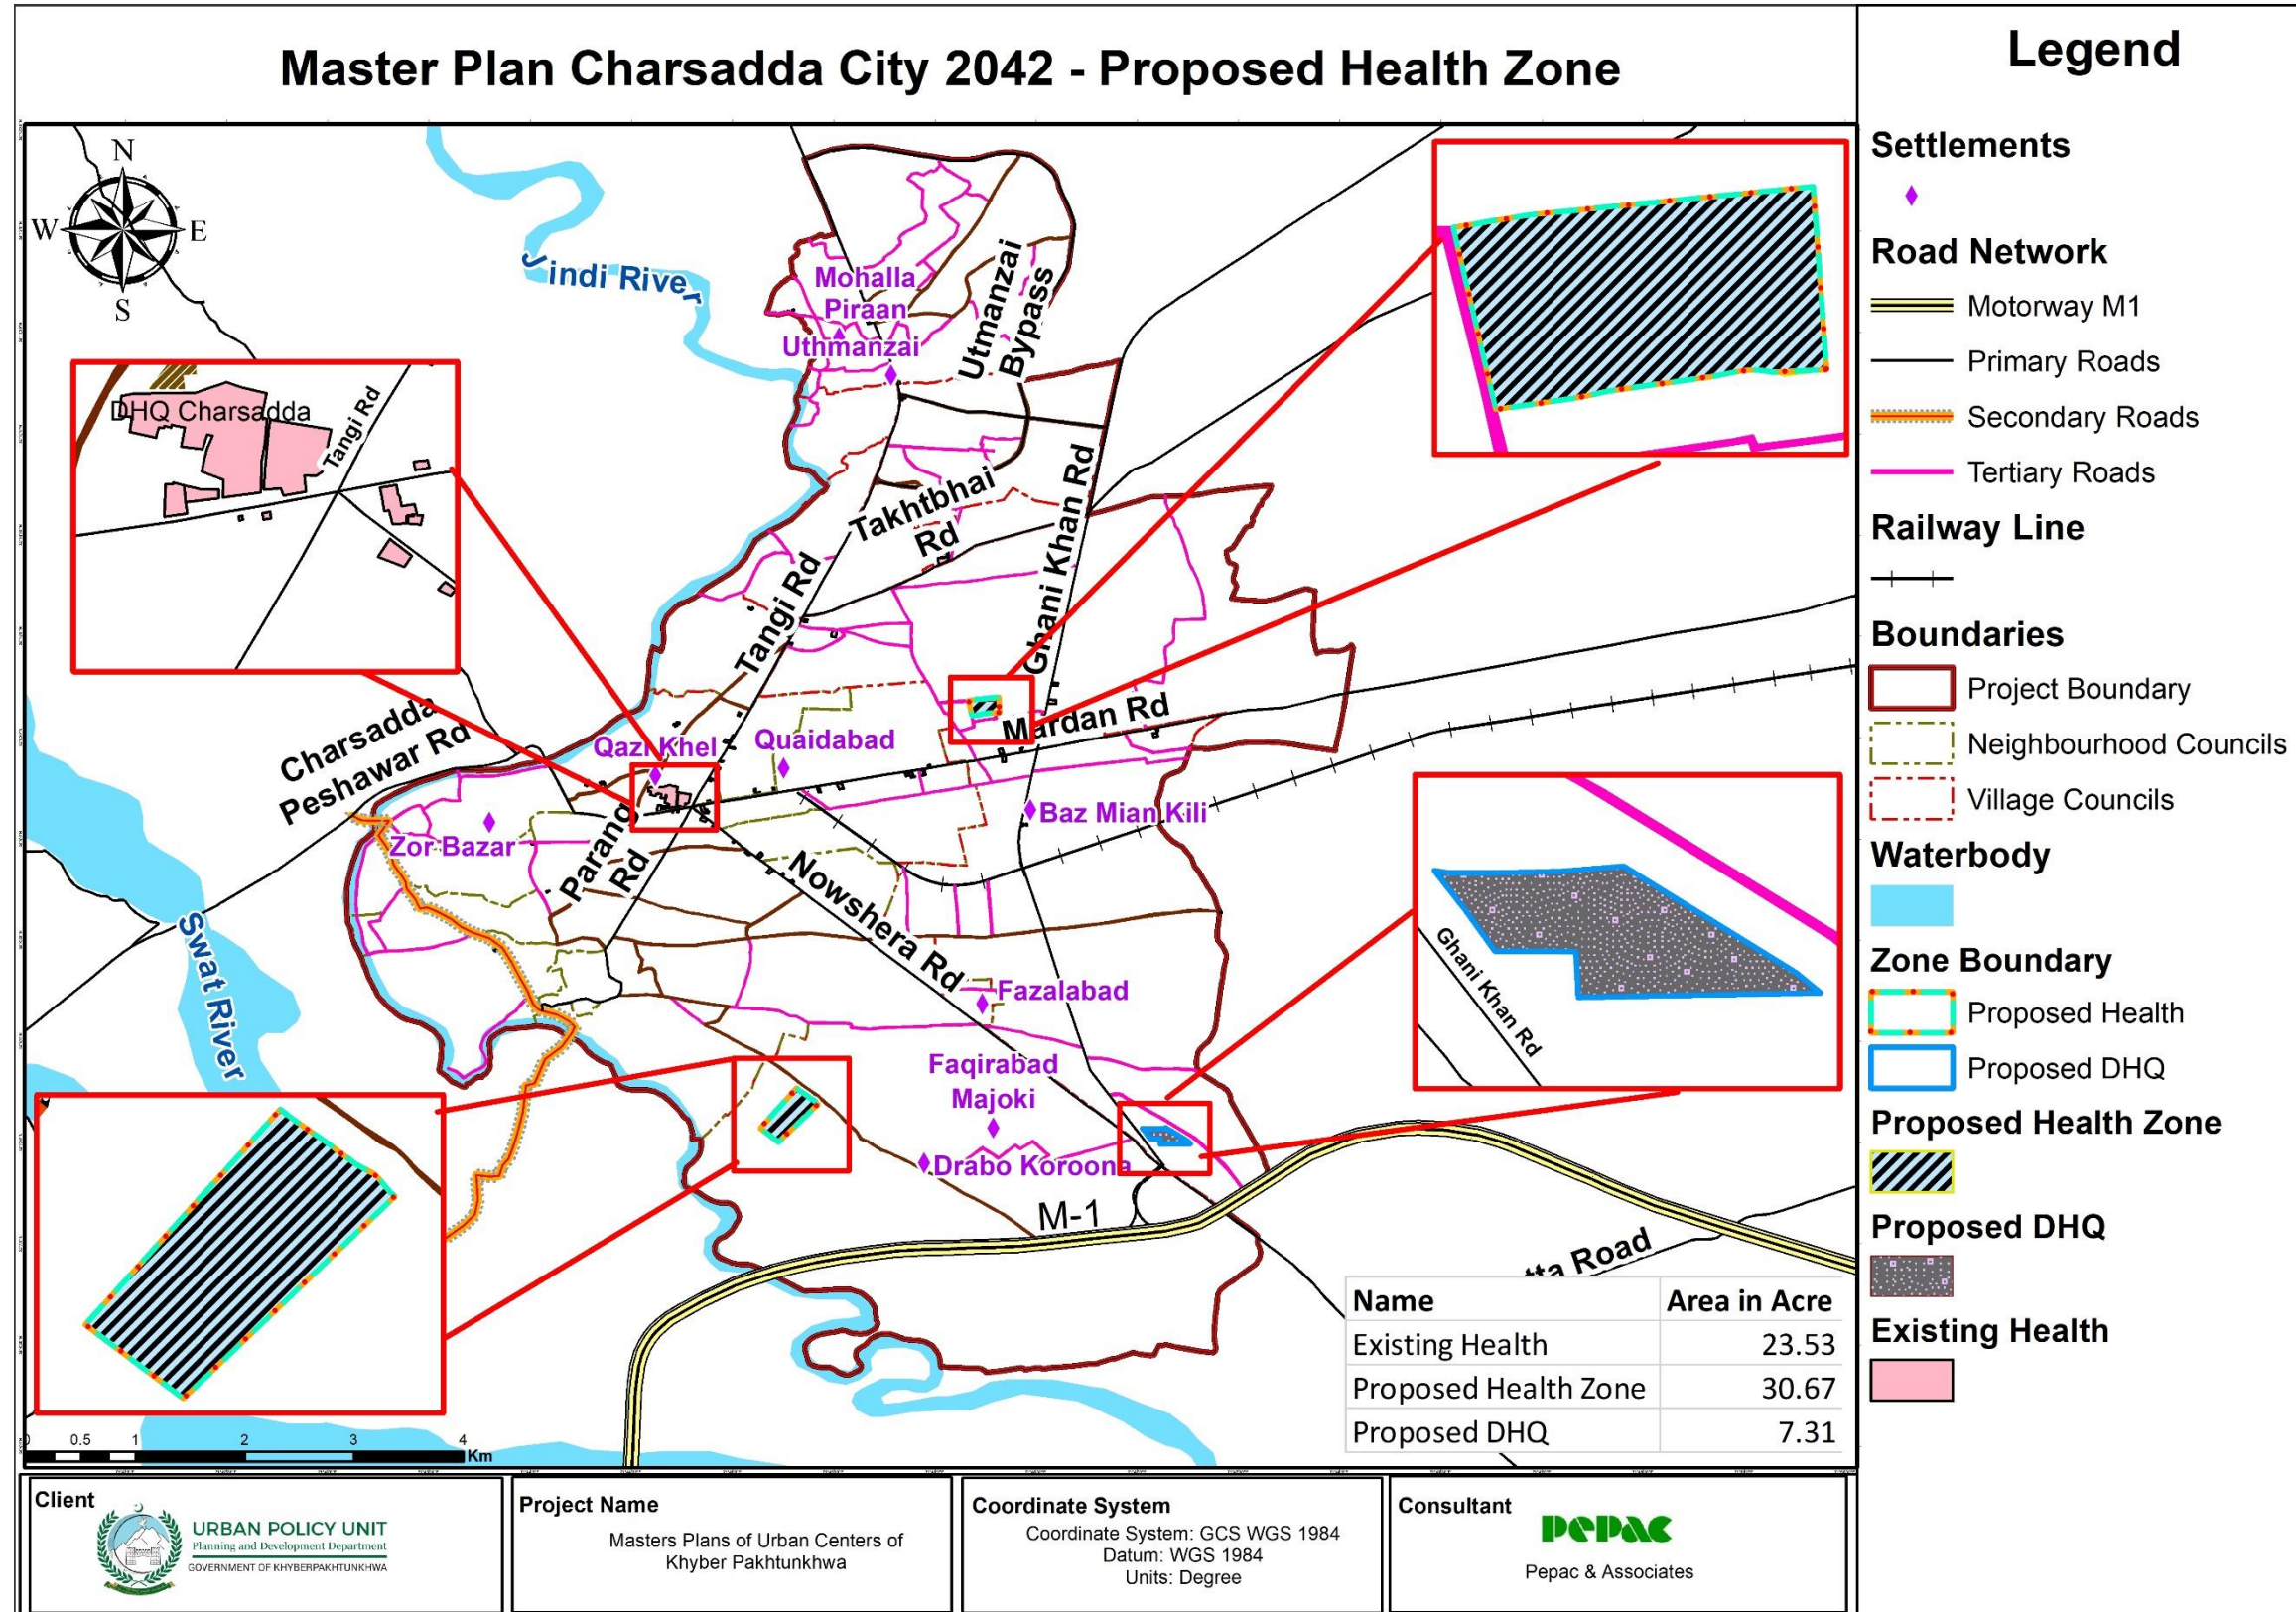 Master Plan Charsadda City 2042 - Proposed Health Zone
N
W
E
S
Jindi River
Mohalla
Piraan
Uthmanzai
Utmanzai
Bypass
DHQ Charsadda
Tangi Rd
Takhtbhai
Rd
Ghani Khan Rd
Tangi Rd
Mardan Rd
Charsadda
Peshawar Rd
Qazi Khel
Quaidabad
Baz Mian Kili
Zor Bazar
Parang
Rd
Nowshera Rd
Swat River
Fazalabad
Ghani Khan Rd
Faqirabad
Majoki
Drabo Koroona
M-1
tta Road
Name Area in Acre
Existing Health 23.53
Proposed Health Zone 30.67
Proposed DHQ 7.31
0 0.5 1 2 3 4
Km
Legend
Settlements
Road Network
Motorway M1
Primary Roads
Secondary Roads
Tertiary Roads
Railway Line
Boundaries
Project Boundary
Neighbourhood Councils
Village Councils
Waterbody
Zone Boundary
Proposed Health
Proposed DHQ
Proposed Health Zone
Proposed DHQ
Existing Health
Client
URBAN POLICY UNIT
Planning and Development Department
GOVERNMENT OF KHYBERPAKHTUNKHWA
Project Name
Masters Plans of Urban Centers of
Khyber Pakhtunkhwa
Coordinate System
Coordinate System: GCS WGS 1984
Datum: WGS 1984
Units: Degree
Consultant
PEPAC
Pepac & Associates